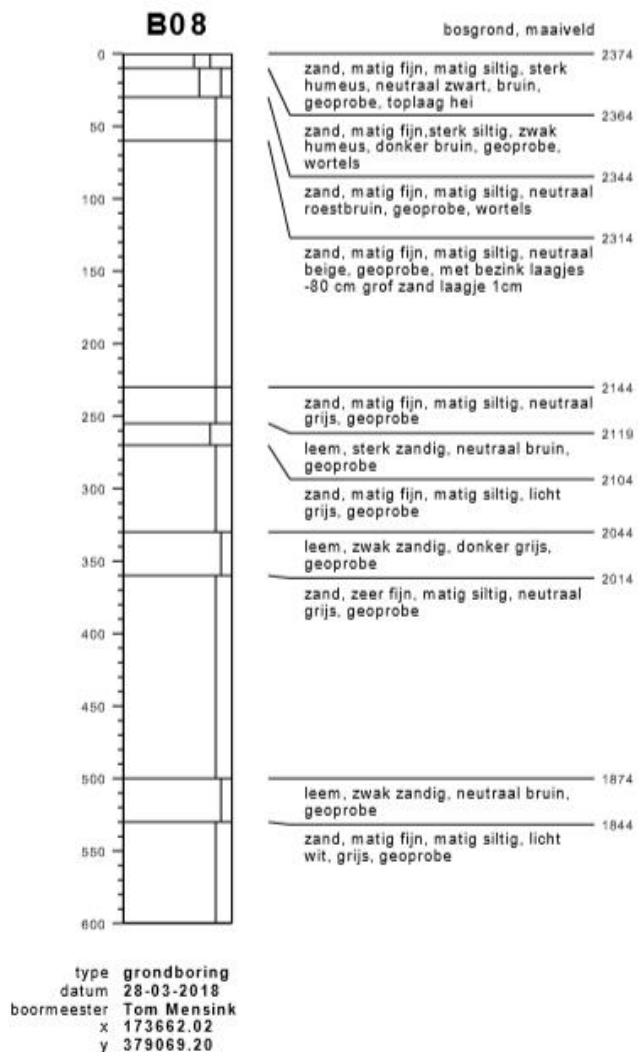 B08
bosgrond, maaiveld
0
2374
zand, matig fijn, matig siltig, sterk
humeus, neutraal zwart, bruin,
geoprobe, toplaag hei
2364
50
zand, matig fijn,sterk siltig, zwak
humeus, donker bruin, geoprobe,
wortels
2344
100
zand, matig fijn, matig siltig, neutraal
roestbruin, geoprobe, wortels
2314
150
zand, matig fijn, matig siltig, neutraal
beige, geoprobe, met bezink laagjes
-80 cm grof zand laagje 1cm
200
2144
zand, matig fijn, matig siltig, neutraal
grijs, geoprobe
250
2119
leem, sterk zandig, neutraal bruin,
geoprobe
2104
300
zand, matig fijn, matig siltig, licht
grijs, geoprobe
2044
leem, zwak zandig, donker grijs,
geoprobe
350
2014
zand, zeer fijn, matig siltig, neutraal
grijs, geoprobe
400
450
500
1874
leem, zwak zandig, neutraal bruin,
geoprobe
1844
550
zand, matig fijn, matig siltig, licht
wit, grijs, geoprobe
600
type grondboring
datum 28-03-2018
boormeester Tom Mensink
x 173662.02
y 379069.20